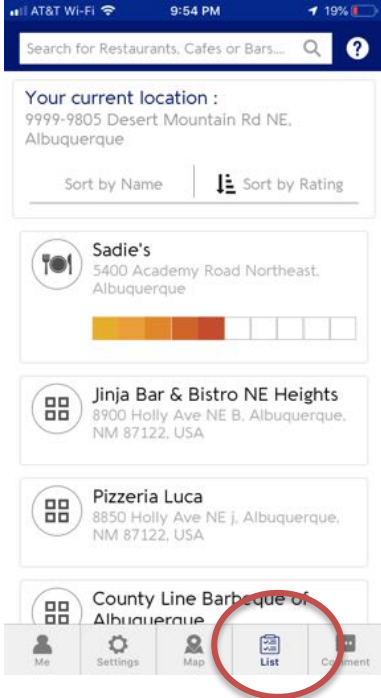 AT&T Wi-Fi 9:54 PM 19%
Search for Restaurants, Cafes or Bars.... ?
Your current location :
9999-9805 Desert Mountain Rd NE,
Albuquerque
Sort by Name Sort by Rating
Sadie's
5400 Academy Road Northeast,
Albuquerque
Jinja Bar & Bistro NE Heights
8900 Holly Ave NE B, Albuquerque,
NM 87122, USA
Pizzeria Luca
8850 Holly Ave NE j, Albuquerque,
NM 87122, USA
County Line Barbeque of
Albuquerque
Me Settings Map List Comment